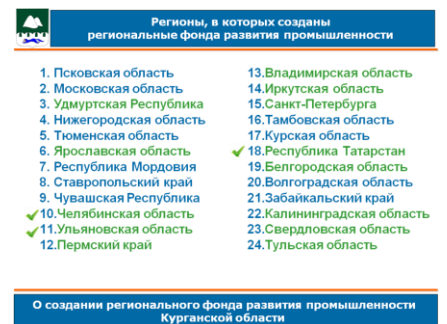 Регионы, в которых созданы
региональные фонда развития промышленности
1. Псковская область
2. Московская область
3. Удмуртская Республика
4. Нижегородская область
5. Тюменская область
6. Ярославская область
7. Республика Мордовия
8. Ставропольский край
9. Чувашская Республика
10.Челябинская область
11.Ульяновская область
12.Пермский край
13.Владимирская область
14.Иркутская область
15.Санкт-Петербурга
16.Тамбовская область
17.Курская область
18.Республика Татарстан
19.Белгородская область
20.Волгоградская область
21.Забайкальский край
22.Калининградская область
23.Свердловская область
24.Тульская область
О создании регионального фонда развития промышленности
Курганской области